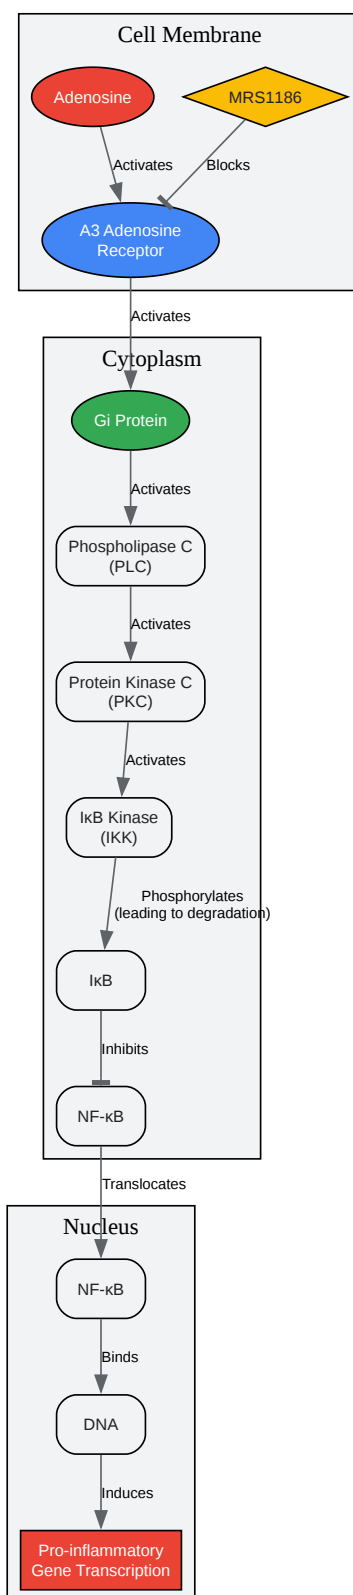 Cell Membrane
Adenosine
MRS1186
Activates
Blocks
A3 Adenosine
Receptor
Activates
Cytoplasm
Gi Protein
Activates
Phospholipase C
(PLC)
Activates
Protein Kinase C
(PKC)
Activates
IκB Kinase
(IKK)
Phosphorylates
(leading to degradation)
IκB
Inhibits
NF-κB
Translocates
Nucleus
NF-κB
Binds
DNA
Induces
Pro-inflammatory
Gene Transcription